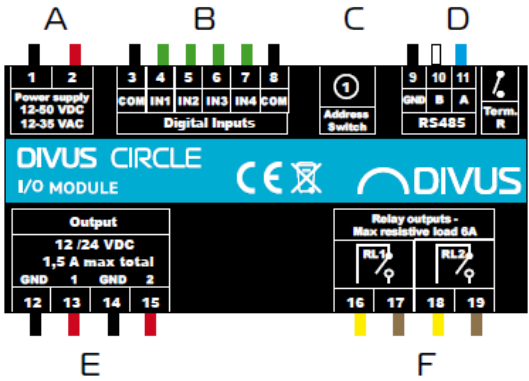 A B C D
1 2 3 4 5 6 7 8 9 10 11
Power supply
12-50 VDC
12-35 VAC
COM IN1 IN2 IN3 IN4 COM
Digital Inputs
1
Address
Switch
GND B A
RS485
Term.
R
DIVUS CIRCLE
I/O MODULE
CE
DIVUS
Output
12 /24 VDC
1,5 A max total
GND 1 GND 2
12 13 14 15
Relay outputs -
Max resistive load 6A
RL1 RL2
16 17 18 19
E F